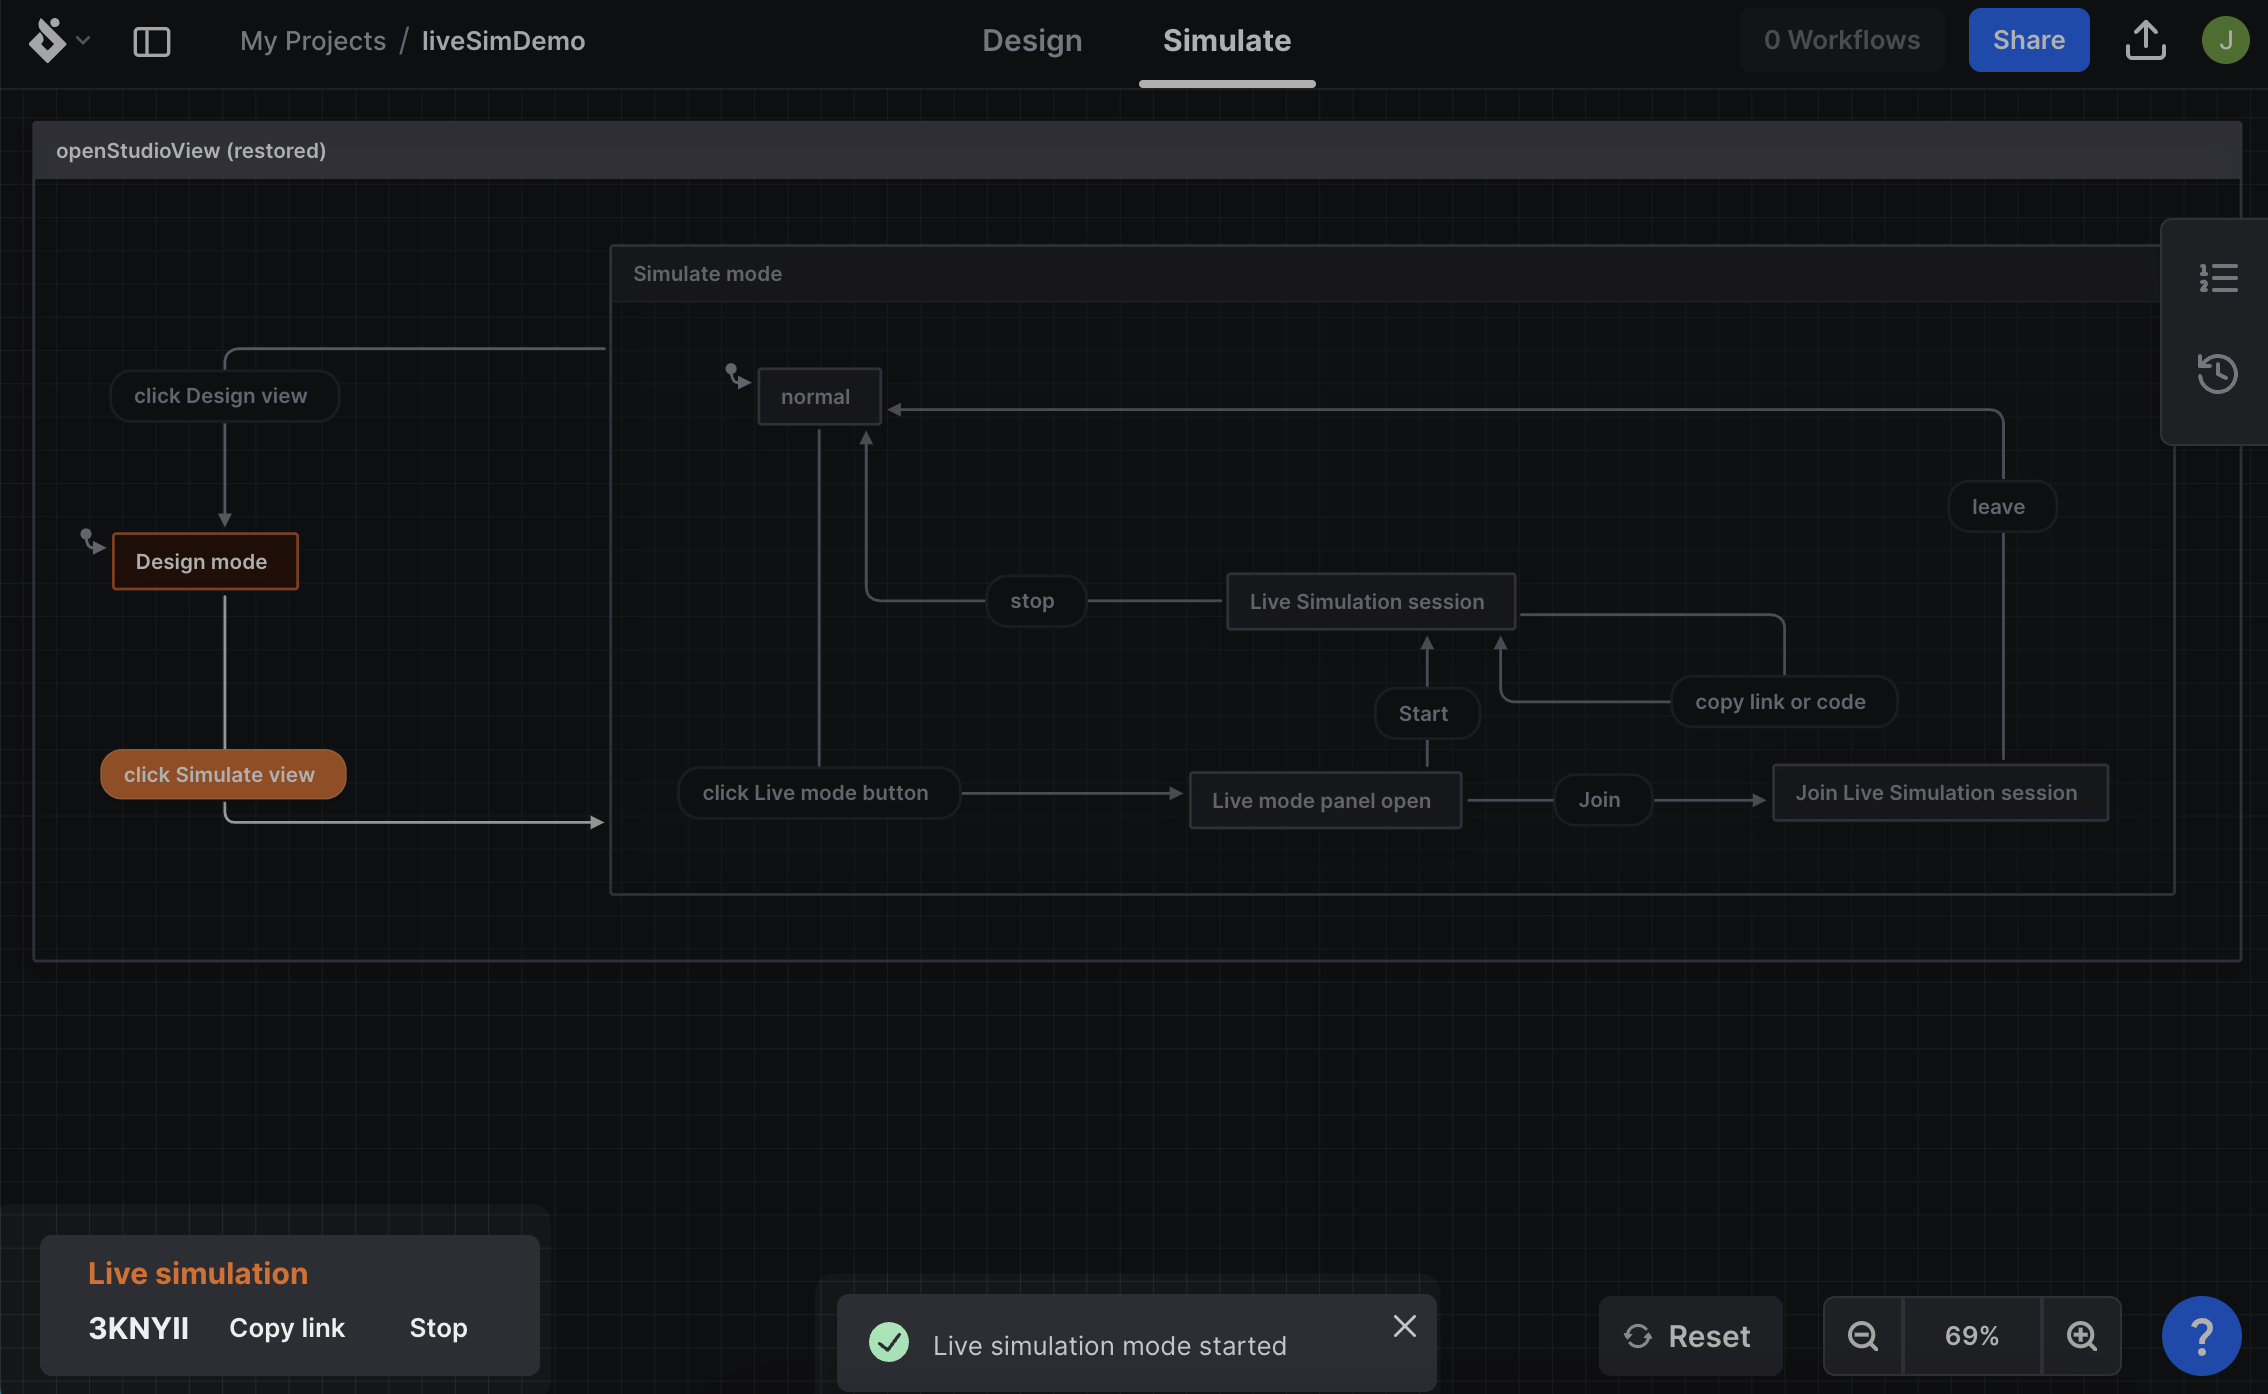 My Projects / liveSimDemo
Design
Simulate
0 Workflows
Share
J
openStudioView (restored)
Simulate mode
click Design view
normal
leave
Design mode
stop
Live Simulation session
copy link or code
Start
click Simulate view
click Live mode button
Live mode panel open
Join
Join Live Simulation session
Live simulation
3KNYII
Copy link
Stop
Live simulation mode started
Reset
69%
?